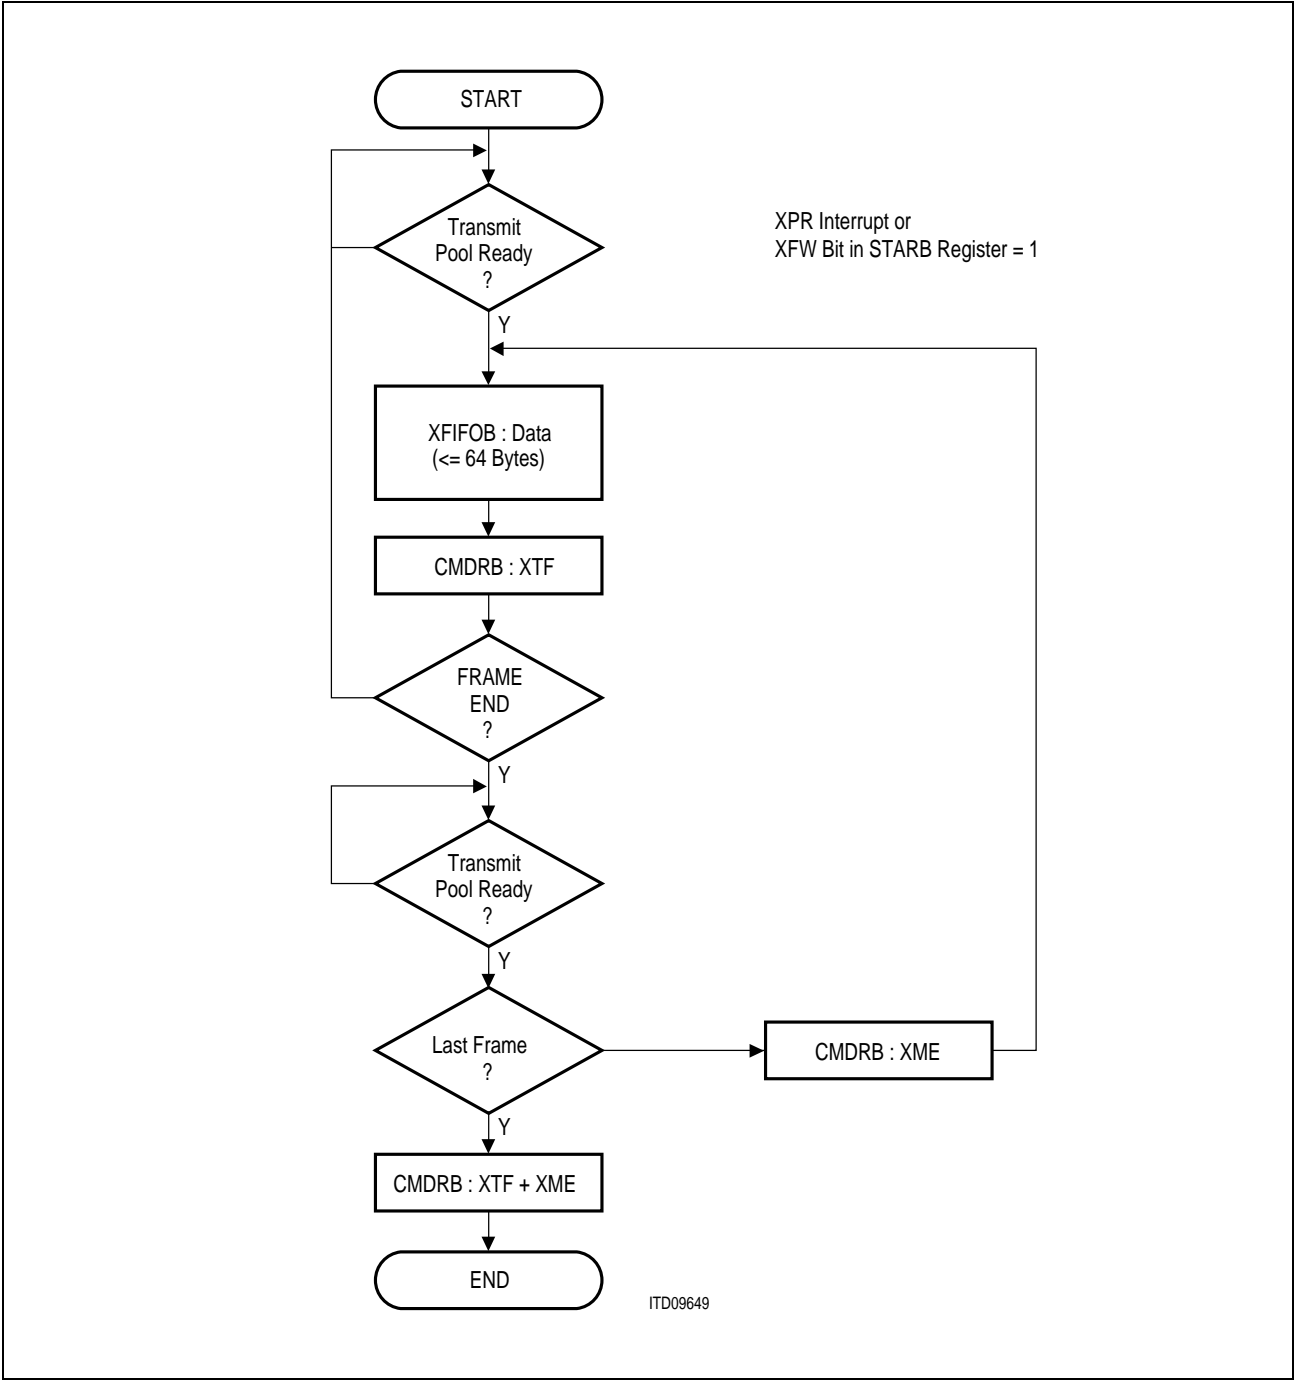 START
Transmit
Pool Ready
?
XPR Interrupt or
XFW Bit in STARB Register = 1
Y
XFIFOB : Data
(<= 64 Bytes)
CMDRB : XTF
FRAME
END
?
Y
Transmit
Pool Ready
?
Y
Last Frame
?
CMDRB : XME
Y
CMDRB : XTF + XME
END
ITD09649